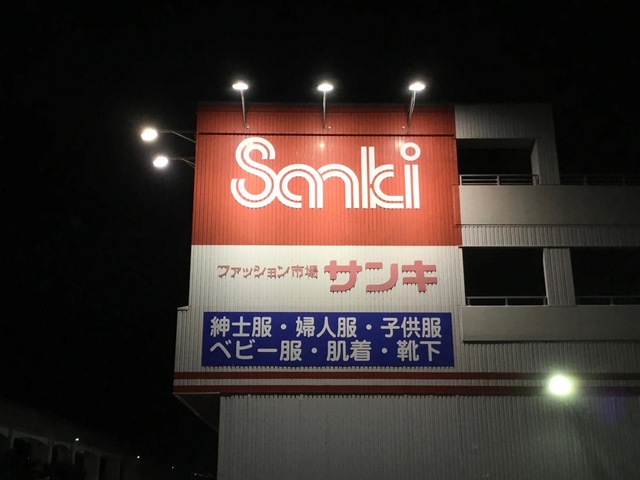 Sanki
ファッション市場 サンキ
紳士服・婦人服・子供服
ベビー服・肌着・靴下